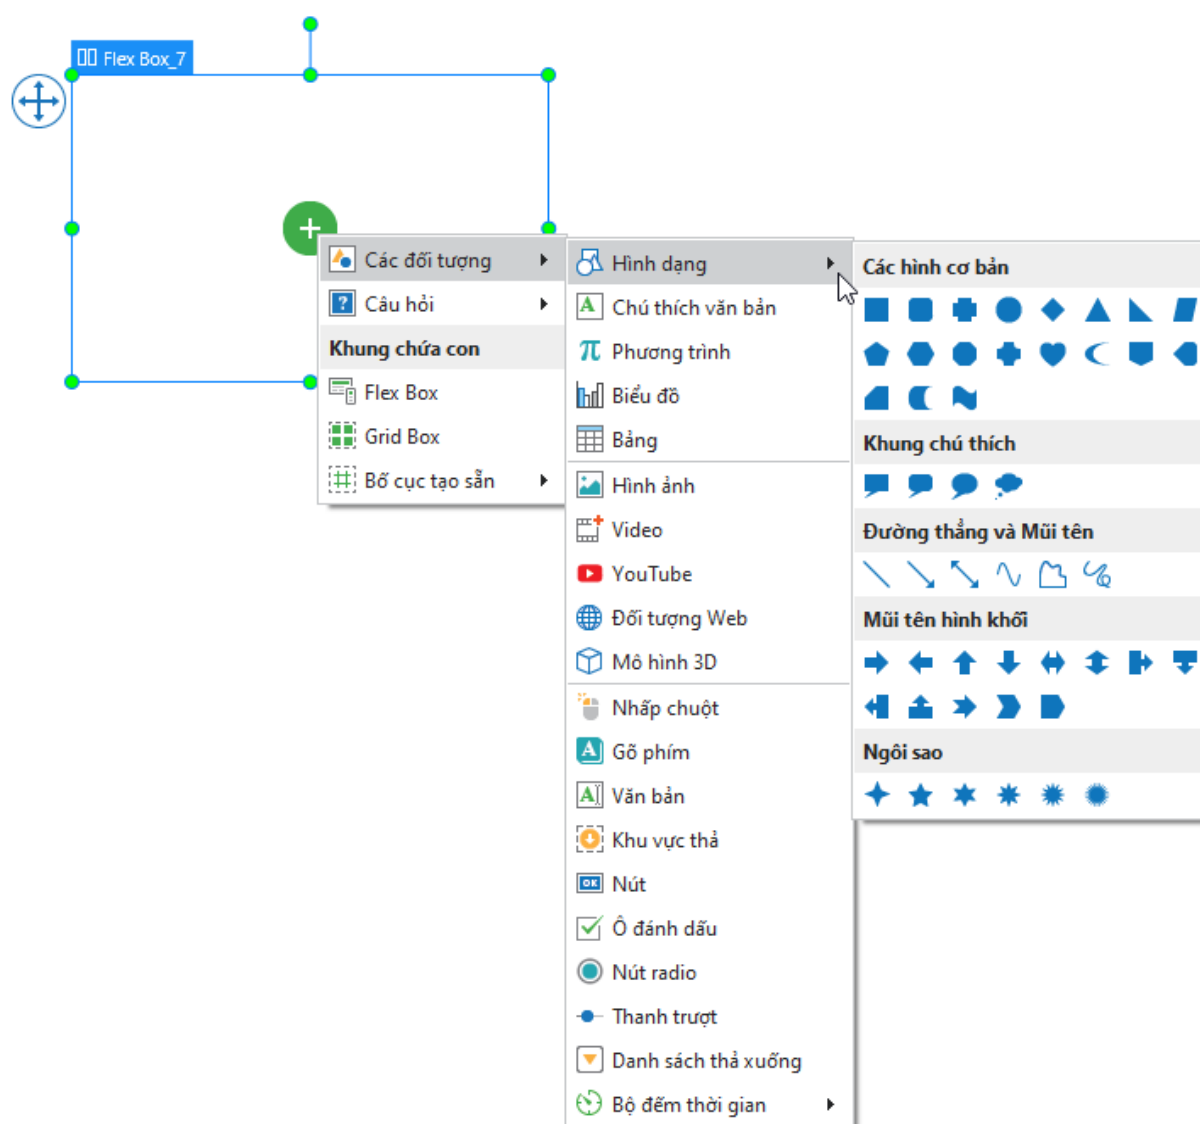 Flex Box_7
Các đối tượng
Câu hỏi
Khung chứa con
Flex Box
Grid Box
Bố cục tạo sẵn
Hình dạng
Chú thích văn bản
Phương trình
Biểu đồ
Bảng
Hình ảnh
Video
YouTube
Đối tượng Web
Mô hình 3D
Nhấp chuột
Gõ phím
Văn bản
Khu vực thả
OK Nút
Ô đánh dấu
Nút radio
Thanh trượt
Danh sách thả xuống
Bộ đếm thời gian
Các hình cơ bản
Khung chú thích
Đường thẳng và Mũi tên
Mũi tên hình khối
Ngôi sao